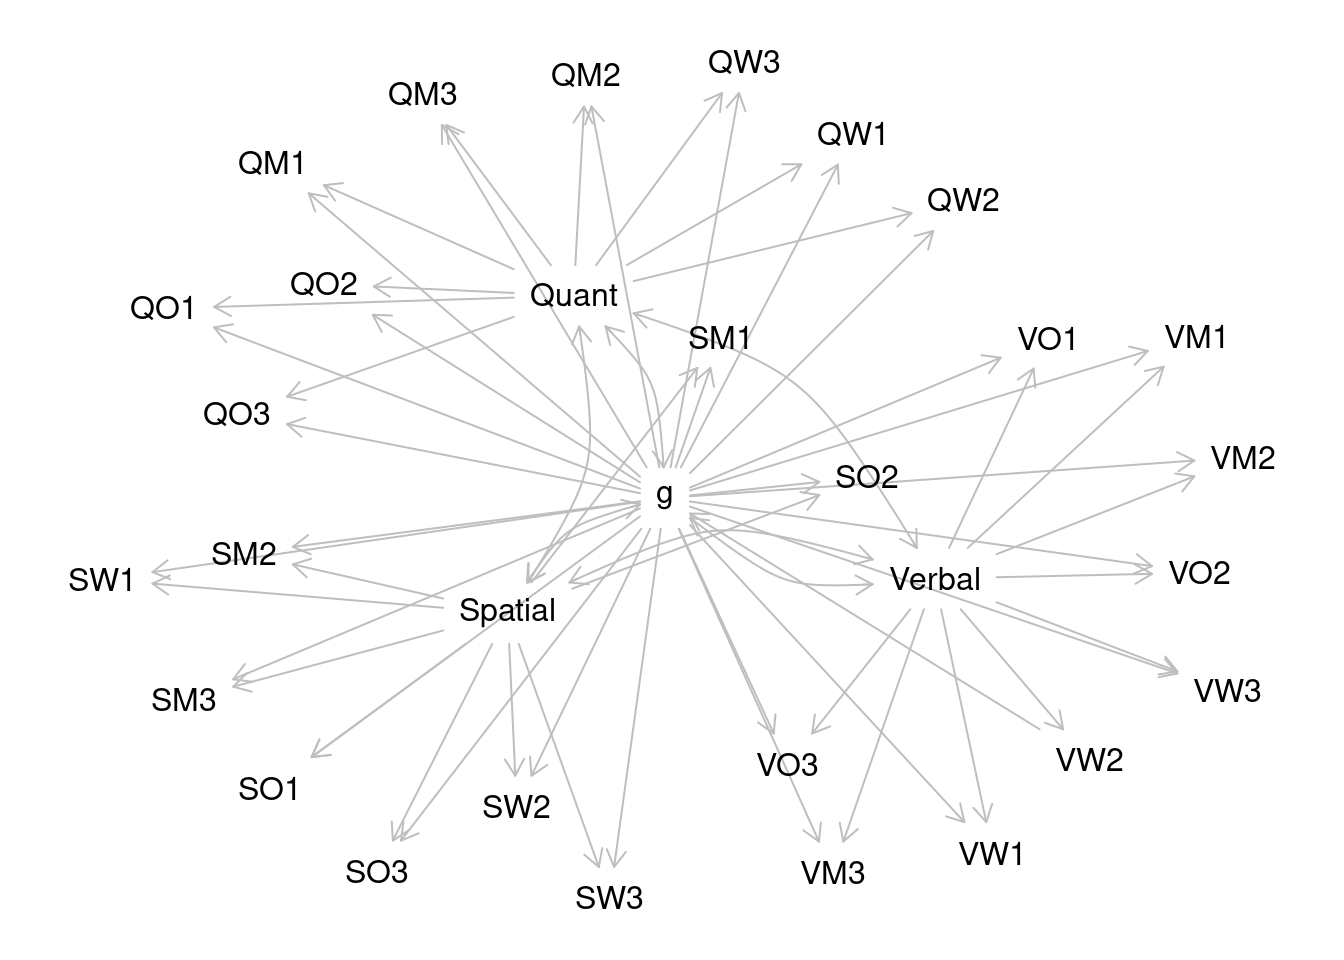 QW3
QM2
QM3
QW1
QM1
QW2
QO2
Quant
QO1
SM1
VO1
VM1
QO3
VM2
SO2
g
SM2
VO2
SW1
Verbal
Spatial
VW3
SM3
VW2
VO3
SO1
SW2
VW1
SO3
VM3
SW3